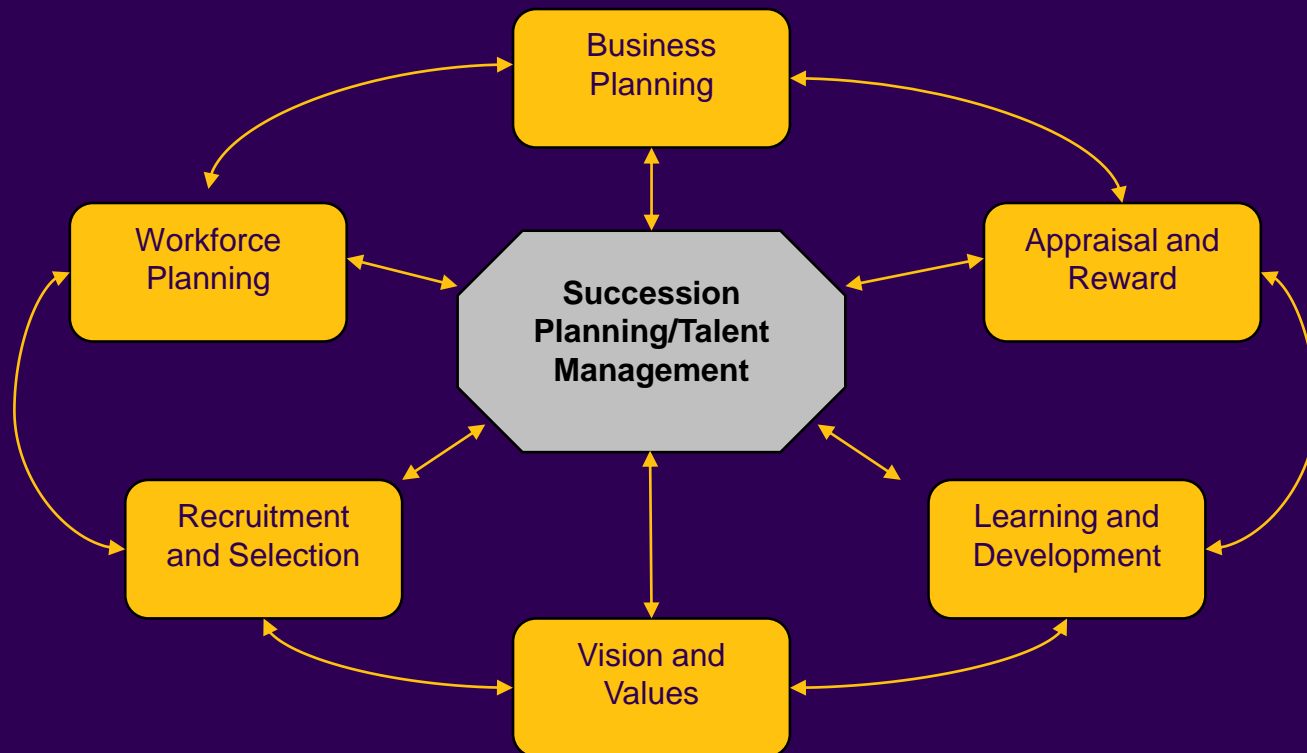 Business
Planning
Workforce
Planning
Appraisal and
Reward
Succession
Planning/Talent
Management
Recruitment
and Selection
Learning and
Development
Vision and
Values